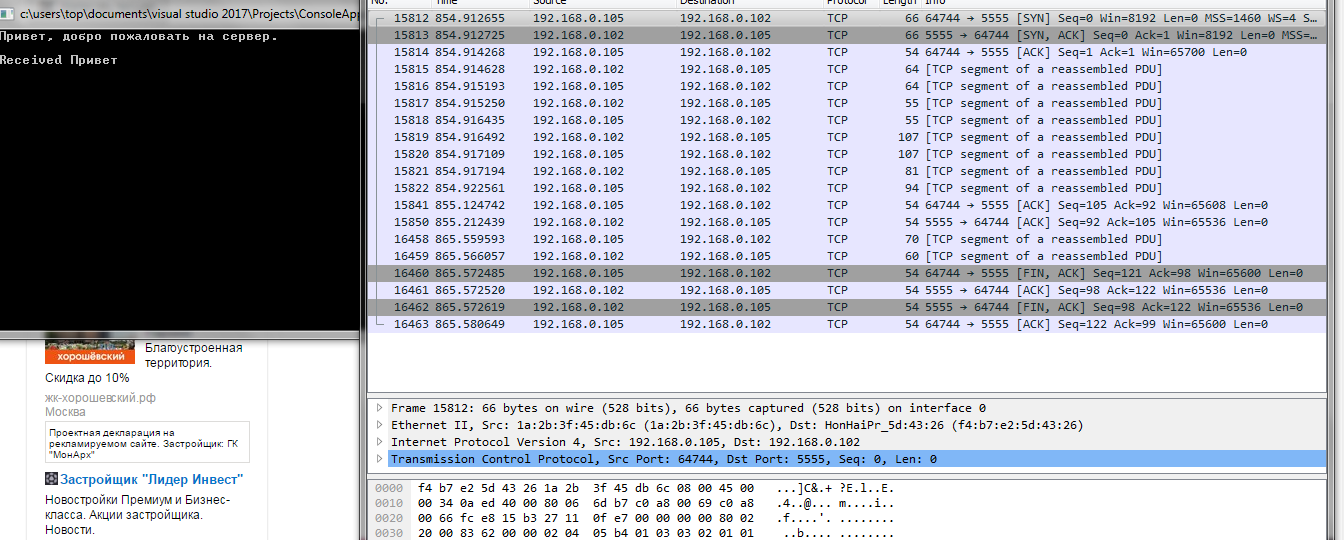 c:\users\top\documents\visual studio 2017\Projects\ConsoleApp
Привет, добро пожаловать на сервер.
Received Привет
хорошёвский
Благоустроенная
территория.
Скидка до 10%
жк-хорошевский.рф
Москва
Проектная декларация на
рекламируемом сайте. Застройщик: ГК
"МонАрх"
Застройщик "Лидер Инвест"
Новостройки Премиум и Бизнес-
класса. Акции застройщика.
Новости.
No. Time Source Destination Protocol Length Info
15812 854.912655 192.168.0.105 192.168.0.102 TCP 66 64744 → 5555 [SYN] Seq=0 Win=8192 Len=0 MSS=1460 WS=4 S…
15813 854.912725 192.168.0.102 192.168.0.105 TCP 66 5555 → 64744 [SYN, ACK] Seq=0 Ack=1 Win=8192 Len=0 MSS=…
15814 854.914268 192.168.0.105 192.168.0.102 TCP 54 64744 → 5555 [ACK] Seq=1 Ack=1 Win=65700 Len=0
15815 854.914628 192.168.0.102 192.168.0.105 TCP 64 [TCP segment of a reassembled PDU]
15816 854.915193 192.168.0.105 192.168.0.102 TCP 64 [TCP segment of a reassembled PDU]
15817 854.915250 192.168.0.102 192.168.0.105 TCP 55 [TCP segment of a reassembled PDU]
15818 854.916435 192.168.0.105 192.168.0.102 TCP 55 [TCP segment of a reassembled PDU]
15819 854.916492 192.168.0.102 192.168.0.105 TCP 107 [TCP segment of a reassembled PDU]
15820 854.917109 192.168.0.105 192.168.0.102 TCP 107 [TCP segment of a reassembled PDU]
15821 854.917194 192.168.0.102 192.168.0.105 TCP 81 [TCP segment of a reassembled PDU]
15822 854.922561 192.168.0.105 192.168.0.102 TCP 94 [TCP segment of a reassembled PDU]
15841 855.124742 192.168.0.105 192.168.0.102 TCP 54 64744 → 5555 [ACK] Seq=105 Ack=92 Win=65608 Len=0
15850 855.212439 192.168.0.102 192.168.0.105 TCP 54 5555 → 64744 [ACK] Seq=92 Ack=105 Win=65536 Len=0
16458 865.559593 192.168.0.105 192.168.0.102 TCP 70 [TCP segment of a reassembled PDU]
16459 865.566057 192.168.0.102 192.168.0.105 TCP 60 [TCP segment of a reassembled PDU]
16460 865.572485 192.168.0.105 192.168.0.102 TCP 54 64744 → 5555 [FIN, ACK] Seq=121 Ack=98 Win=65600 Len=0
16461 865.572520 192.168.0.102 192.168.0.105 TCP 54 5555 → 64744 [ACK] Seq=98 Ack=122 Win=65536 Len=0
16462 865.572619 192.168.0.102 192.168.0.105 TCP 54 5555 → 64744 [FIN, ACK] Seq=98 Ack=122 Win=65536 Len=0
16463 865.580649 192.168.0.105 192.168.0.102 TCP 54 64744 → 5555 [ACK] Seq=122 Ack=99 Win=65600 Len=0
Frame 15812: 66 bytes on wire (528 bits), 66 bytes captured (528 bits) on interface 0
Ethernet II, Src: 1a:2b:3f:45:db:6c (1a:2b:3f:45:db:6c), Dst: HonHaiPr_5d:43:26 (f4:b7:e2:5d:43:26)
Internet Protocol Version 4, Src: 192.168.0.105, Dst: 192.168.0.102
Transmission Control Protocol, Src Port: 64744, Dst Port: 5555, Seq: 0, Len: 0
0000 f4 b7 e2 5d 43 26 1a 2b 3f 45 db 6c 08 00 45 00 ...]C&.+ ?E.l..E.
0010 00 34 0a ed 40 00 80 06 6d b7 c0 a8 00 69 c0 a8 .4..@... m....i..
0020 00 66 fc e8 15 b3 27 11 0f e7 00 00 00 00 80 02 .f....'. ........
0030 20 00 83 62 00 00 02 04 05 b4 01 03 03 02 01 01 ..b.... ........